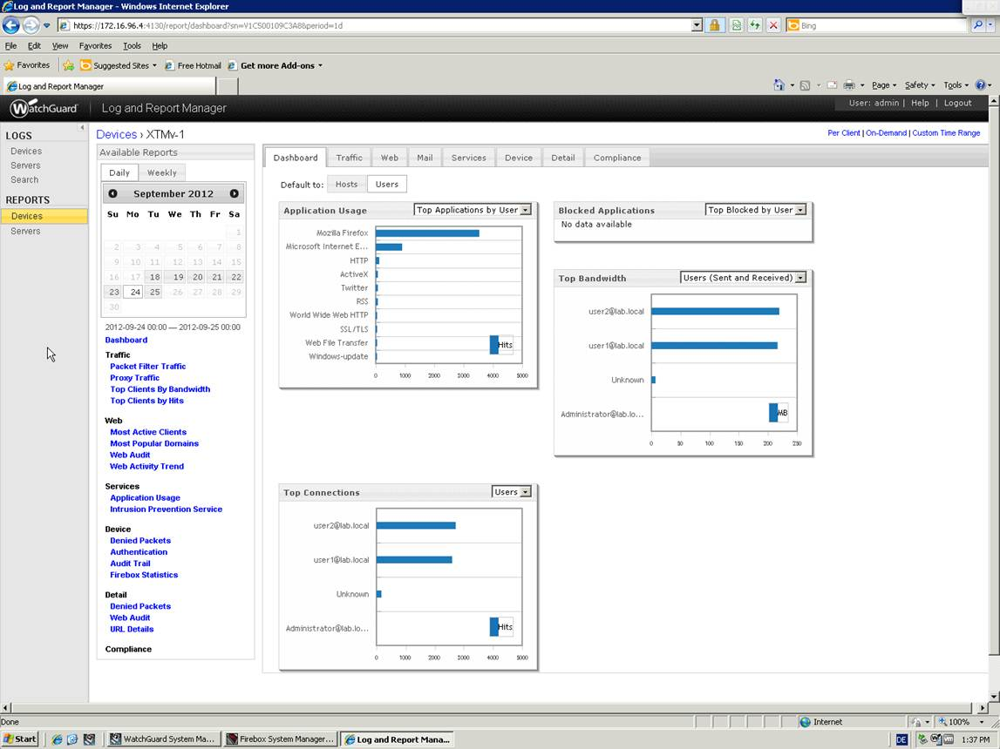 Log and Report Manager - Windows Internet Explorer
https://172.16.96.4:4130/report/dashboard?sn=V1C500109C3A8&period=1d
Bing
File Edit View Favorites Tools Help
Favorites Suggested Sites Free Hotmail Get more Add-ons
Log and Report Manager
Page Safety Tools
WatchGuard Log and Report Manager
User: admin | Help | Logout
LOGS
Devices
Servers
Search
REPORTS
Devices
Servers
Devices › XTMv-1
Per Client | On-Demand | Custom Time Range
Available Reports
Daily Weekly
September 2012
Su Mo Tu We Th Fr Sa
1
2 3 4 5 6 7 8
9 10 11 12 13 14 15
16 17 18 19 20 21 22
23 24 25 26 27 28 29
30
2012-09-24 00:00 — 2012-09-25 00:00
Dashboard
Traffic
Packet Filter Traffic
Proxy Traffic
Top Clients By Bandwidth
Top Clients by Hits
Web
Most Active Clients
Most Popular Domains
Web Audit
Web Activity Trend
Services
Application Usage
Intrusion Prevention Service
Device
Denied Packets
Authentication
Audit Trail
Firebox Statistics
Detail
Denied Packets
Web Audit
URL Details
Compliance
Dashboard Traffic Web Mail Services Device Detail Compliance
Default to: Hosts Users
Application Usage Top Applications by User
Mozilla Firefox
Microsoft Internet E...
HTTP
ActiveX
Twitter
RSS
World Wide Web HTTP
SSL/TLS
Web File Transfer
Windows-update
Hits
0 1000 2000 3000 4000 5000
Blocked Applications Top Blocked by User
No data available
Top Bandwidth Users (Sent and Received)
user2@lab.local
user1@lab.local
Unknown
Administrator@lab.lo...
MB
0 50 100 150 200 250
Top Connections Users
user2@lab.local
user1@lab.local
Unknown
Administrator@lab.lo...
Hits
0 1000 2000 3000 4000 5000
Done
Internet
100%
Start
WatchGuard System Ma...
Firebox System Manager...
Log and Report Mana...
DE
1:37 PM